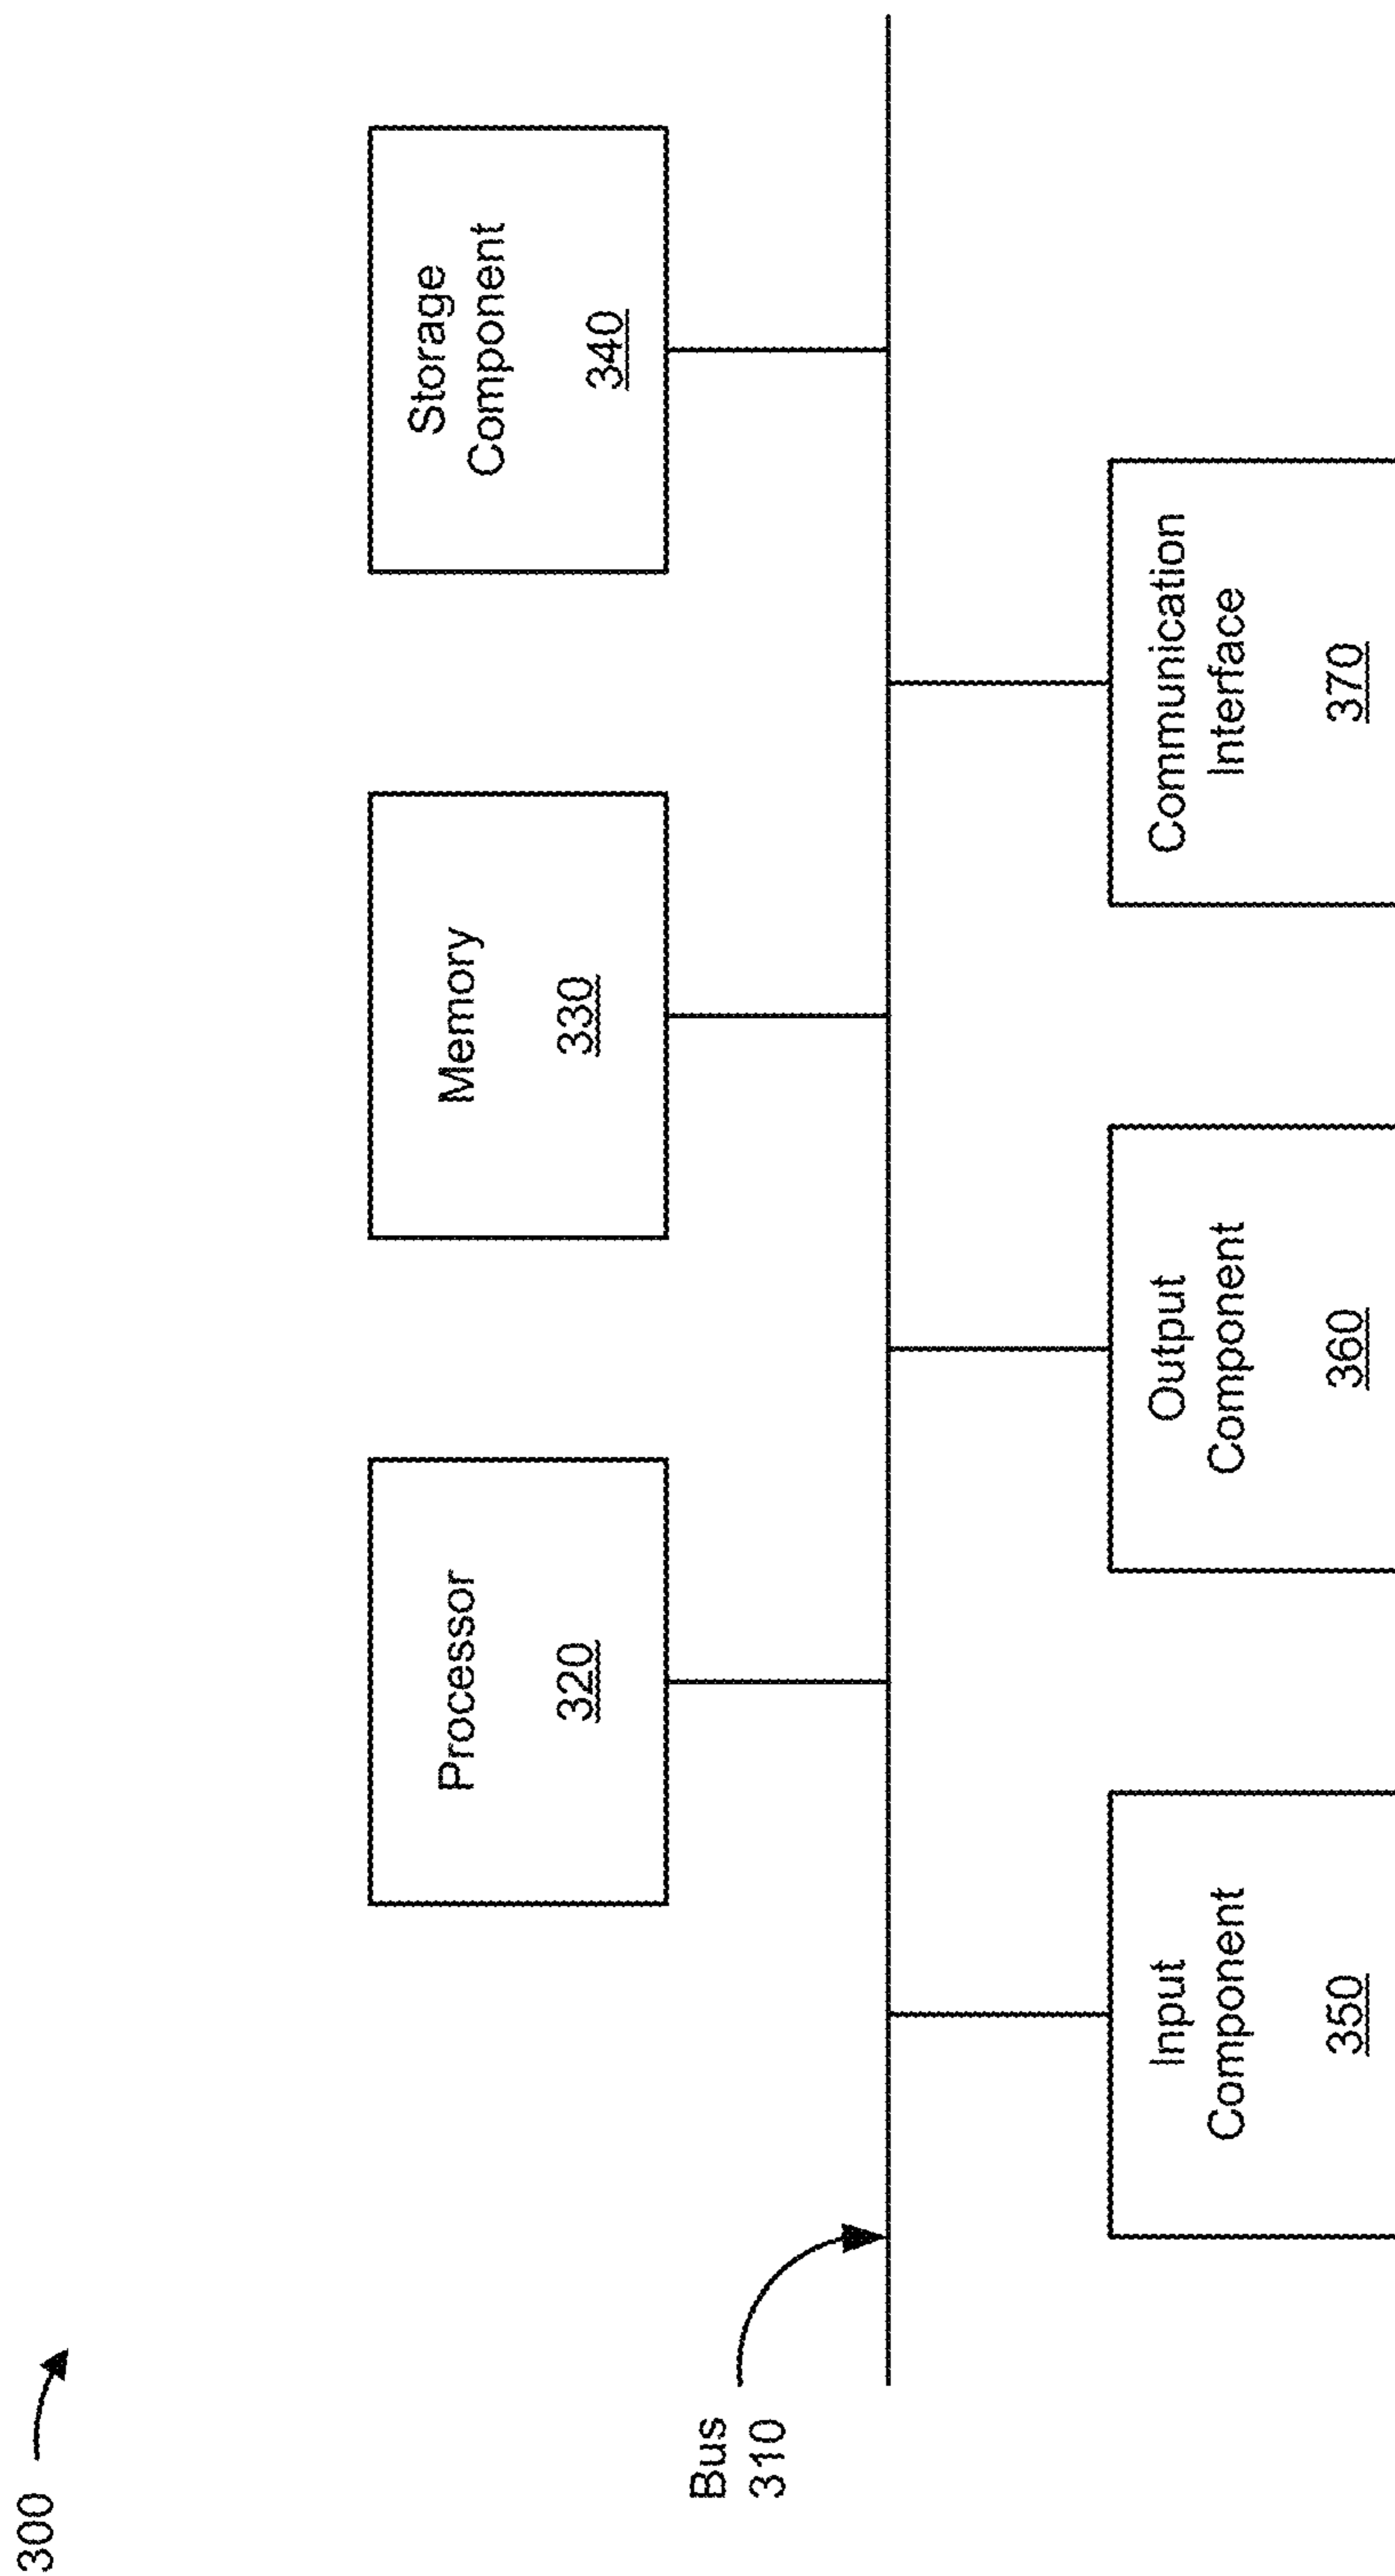 300
Bus
310
Processor
320
Memory
330
Storage
Component
340
Input
Component
350
Output
Component
360
Communication
Interface
370